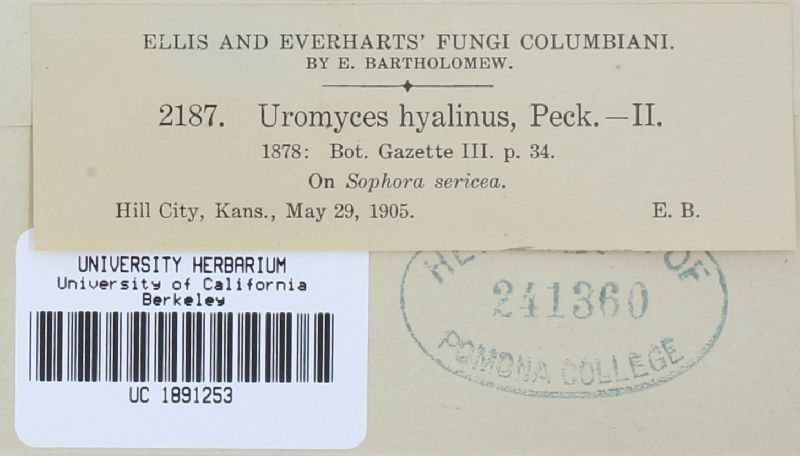 ELLIS AND EVERHARTS' FUNGI COLUMBIANI.
BY E. BARTHOLOMEW.
2187. Uromyces hyalinus, Peck.—II.
1878: Bot. Gazette III. p. 34.
On Sophora sericea.
Hill City, Kans., May 29, 1905. E. B.
UNIVERSITY HERBARIUM
University of California
Berkeley
UC 1891253
OF
241360
POMONA COLLEGE